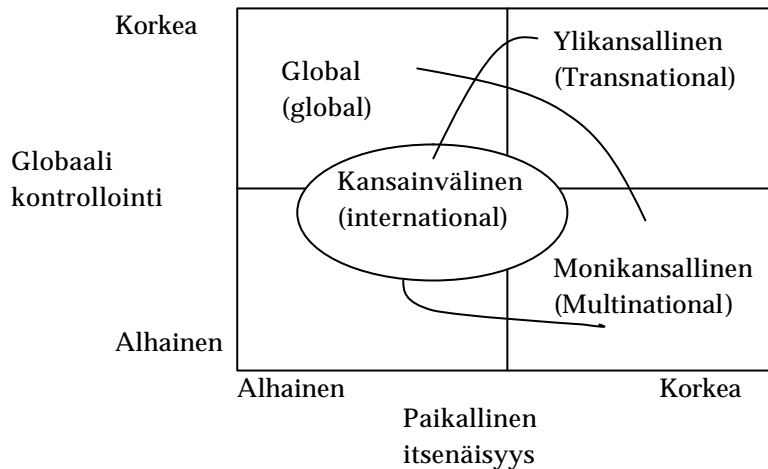 Korkea
Ylikansallinen
(Transnational)
Global
(global)
Globaali
kontrollointi
Kansainvälinen
(international)
Monikansallinen
(Multinational)
Alhainen
Alhainen
Korkea
Paikallinen
itsenäisyys